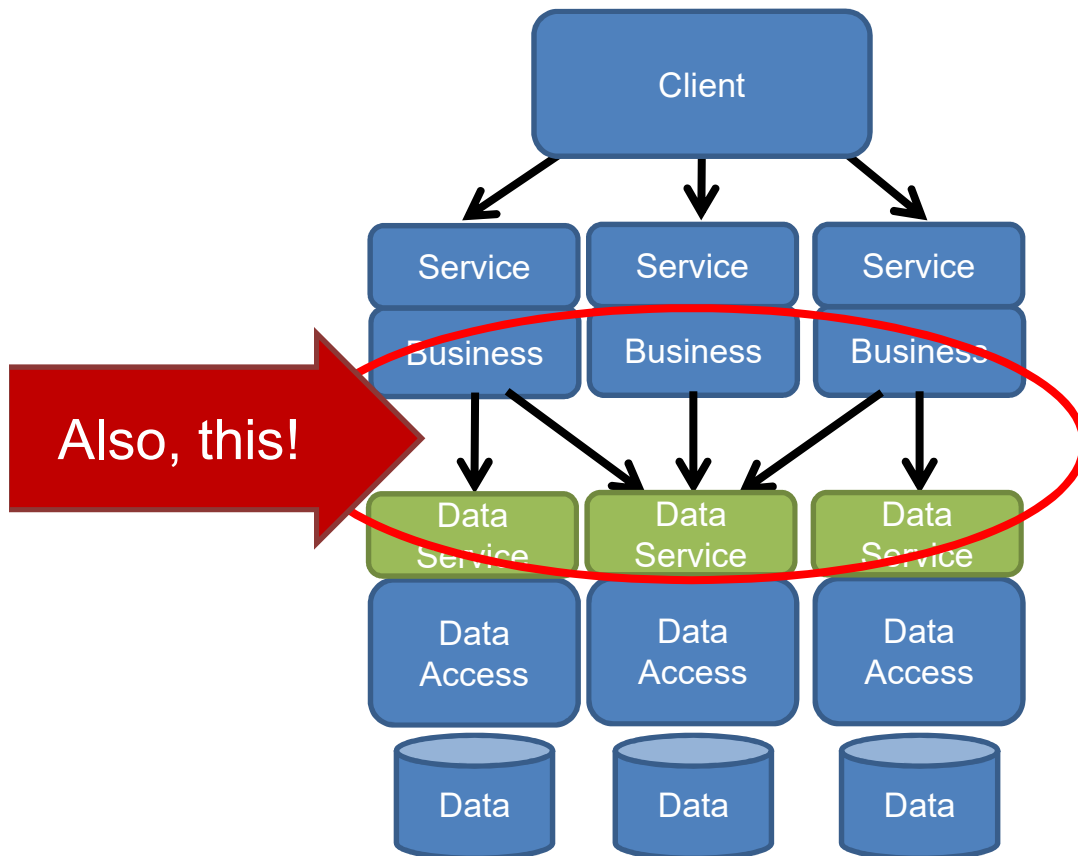 Client
Service
Service
Service
Business
Business
Business
Also, this!
Data
Service
Data
Service
Data
Service
Data
Access
Data
Access
Data
Access
Data
Data
Data